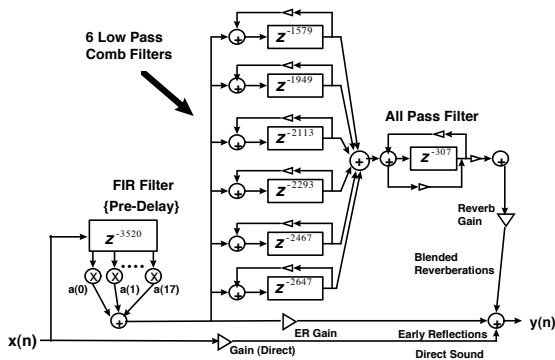 6 Low Pass
Comb Filters
z^-1579
z^-1949
z^-2113
z^-2293
z^-2467
z^-2647
All Pass Filter
z^-307
FIR Filter
{Pre-Delay}
z^-3520
X X X
a(0) a(1) a(17)
Reverb
Gain
Blended
Reverberations
x(n)
ER Gain
Early Reflections
y(n)
Gain (Direct)
Direct Sound